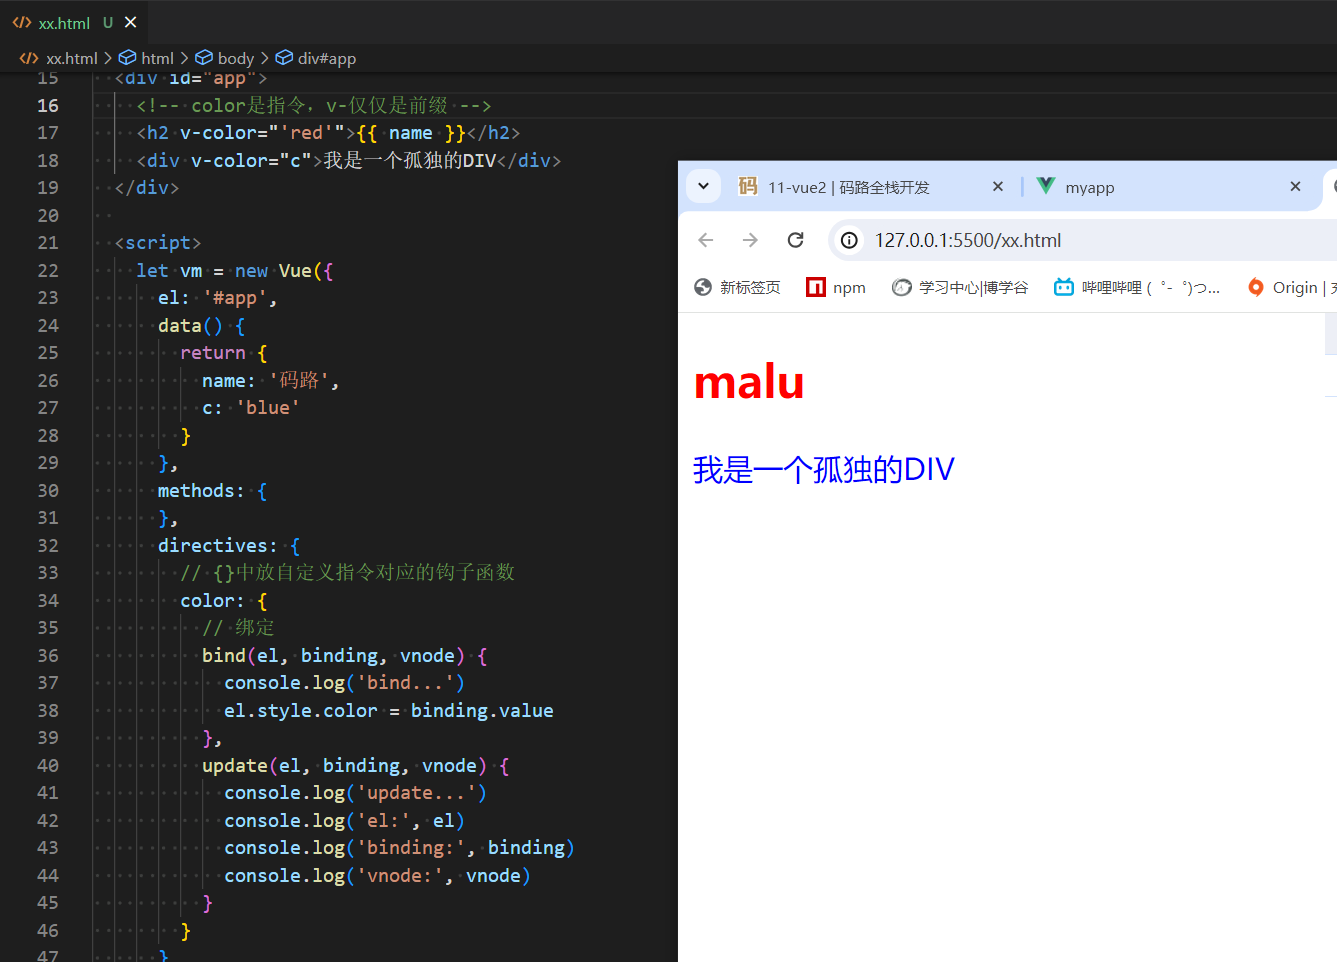 xx.html U
xx.html > html > body > div#app
15 <div id="app">
16 <!-- color是指令，v-仅仅是前缀 -->
17 <h2 v-color="'red'">{{ name }}</h2>
18 <div v-color="c">我是一个孤独的DIV</div>
19 </div>
20
21 <script>
22 let vm = new Vue({
23 el: '#app',
24 data() {
25 return {
26 name: '码路',
27 c: 'blue'
28 }
29 },
30 methods: {
31 },
32 directives: {
33 // {}中放自定义指令对应的钩子函数
34 color: {
35 // 绑定
36 bind(el, binding, vnode) {
37 console.log('bind...')
38 el.style.color = binding.value
39 },
40 update(el, binding, vnode) {
41 console.log('update...')
42 console.log('el:', el)
43 console.log('binding:', binding)
44 console.log('vnode:', vnode)
45 }
46 }
47 }
码 11-vue2 | 码路全栈开发 myapp
127.0.0.1:5500/xx.html
新标签页 npm 学习中心|博学谷 哔哩哔哩 (゜-゜)つ... Origin |
malu
我是一个孤独的DIV